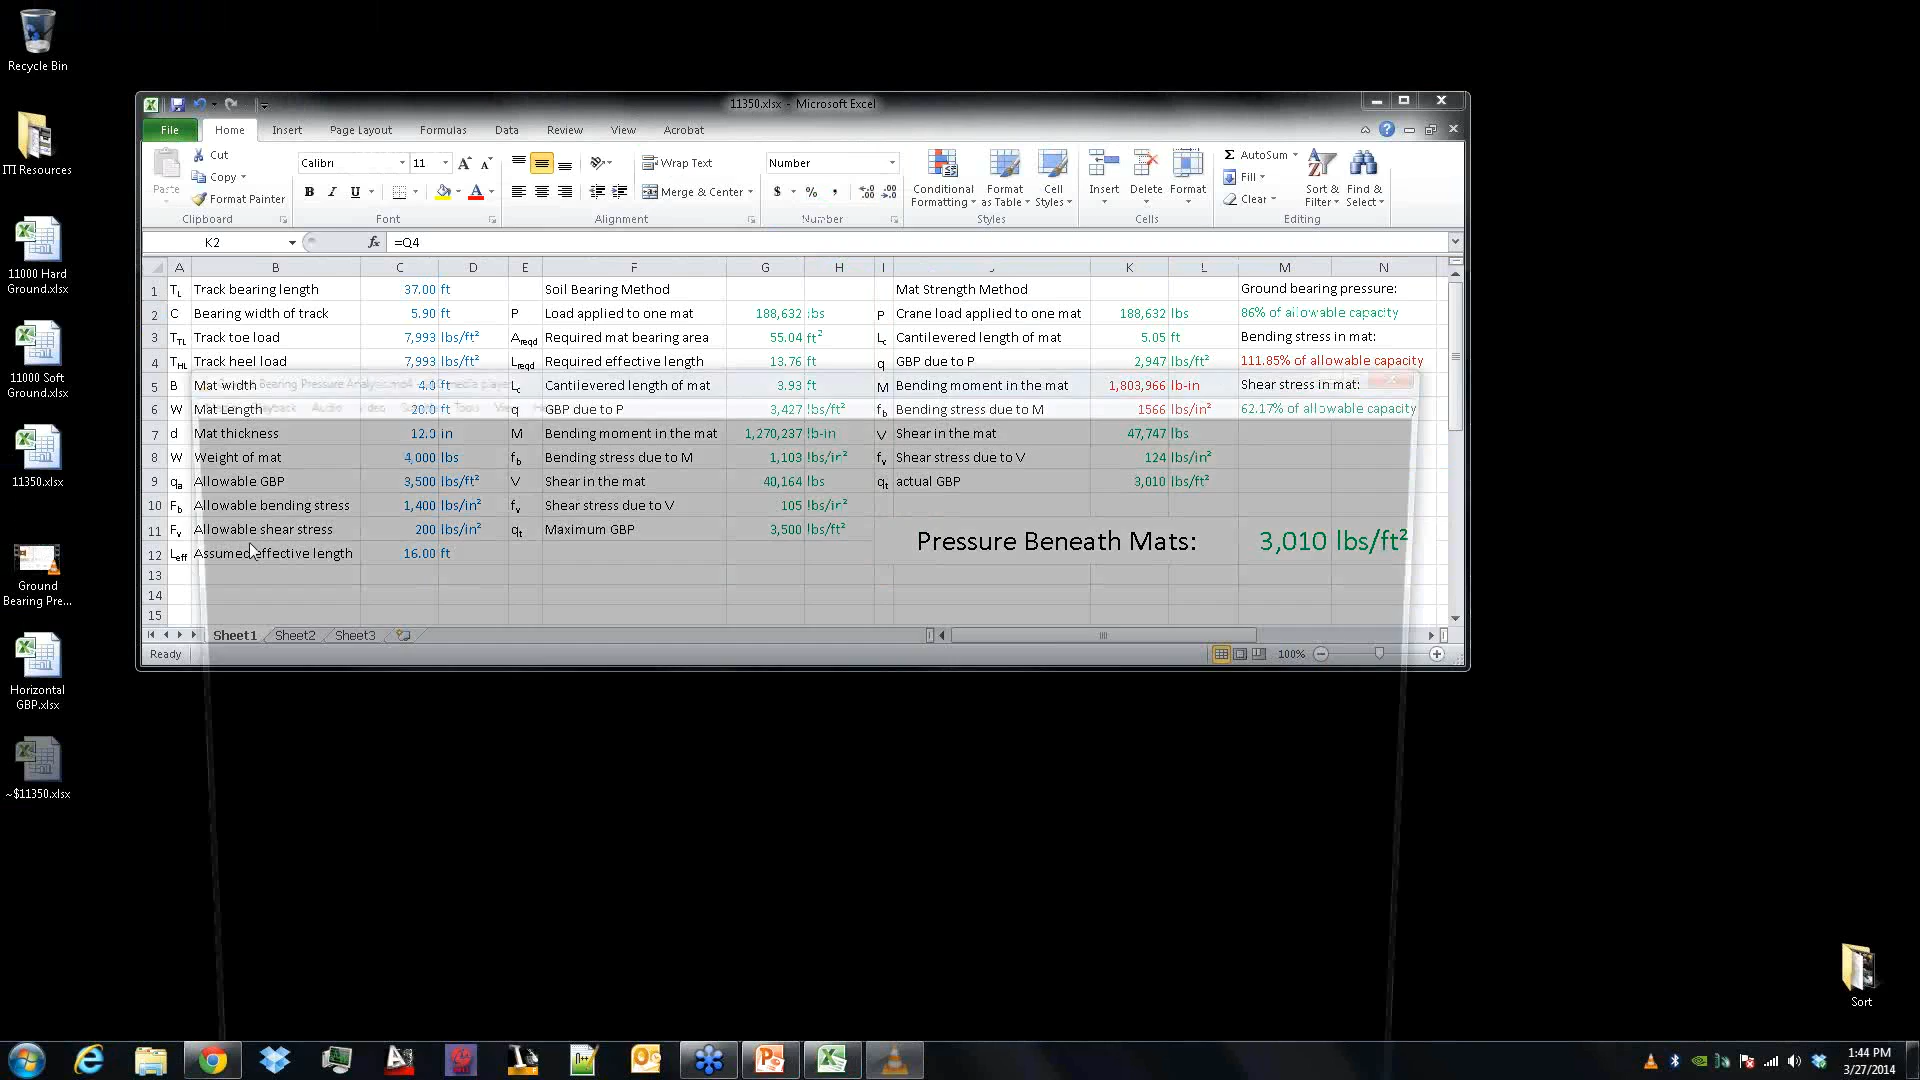 Recycle Bin
ITI Resources
11000 Hard
Ground.xlsx
11000 Soft
Ground.xlsx
11350.xlsx
Ground
Bearing Pre...
Horizontal
GBP.xlsx
~$11350.xlsx
Sort
11350.xlsx - Microsoft Excel
File Home Insert Page Layout Formulas Data Review View Acrobat
Paste
Cut
Copy
Format Painter
Clipboard
Calibri 11
B I U
Font
Wrap Text
Merge & Center
Alignment
Number
$ % ,
Number
Conditional
Formatting
Format
as Table
Cell
Styles
Styles
Insert Delete Format
Cells
AutoSum
Fill
Clear
Sort &
Filter
Find &
Select
Editing
K2 fx =Q4
A B C D E F G H I J K L M N
1 TL Track bearing length 37.00 ft Soil Bearing Method Mat Strength Method Ground bearing pressure:
2 C Bearing width of track 5.90 ft P Load applied to one mat 188,632 lbs P Crane load applied to one mat 188,632 lbs 86% of allowable capacity
3 TTL Track toe load 7,993 lbs/ft² Areqd Required mat bearing area 55.04 ft² Lc Cantilevered length of mat 5.05 ft Bending stress in mat:
4 THL Track heel load 7,993 lbs/ft² Lreqd Required effective length 13.76 ft q GBP due to P 2,947 lbs/ft² 111.85% of allowable capacity
5 B Mat width 4.0 ft Lc Cantilevered length of mat 3.93 ft M Bending moment in the mat 1,803,966 lb-in Shear stress in mat:
6 W Mat Length 20.0 ft q GBP due to P 3,427 lbs/ft² fb Bending stress due to M 1566 lbs/in² 62.17% of allowable capacity
7 d Mat thickness 12.0 in M Bending moment in the mat 1,270,237 lb-in V Shear in the mat 47,747 lbs
8 W Weight of mat 4,000 lbs fb Bending stress due to M 1,103 lbs/in² fv Shear stress due to V 124 lbs/in²
9 qa Allowable GBP 3,500 lbs/ft² V Shear in the mat 40,164 lbs qt actual GBP 3,010 lbs/ft²
10 Fb Allowable bending stress 1,400 lbs/in² fv Shear stress due to V 105 lbs/in²
11 Fv Allowable shear stress 200 lbs/in² qt Maximum GBP 3,500 lbs/ft²
Pressure Beneath Mats: 3,010 lbs/ft²
12 Leff Assumed effective length 16.00 ft
13
14
15
Bearing Pressure Analysis.mp4 - media player
Playback Audio Video Tools
Sheet1 Sheet2 Sheet3
Ready 100%
1:44 PM
3/27/2014